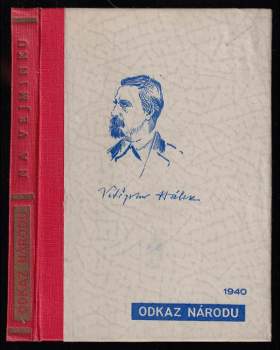 ODKAZ NÁRODU
NA VEJMINKU
Vítězslav Hálek
1940
ODKAZ NÁRODU